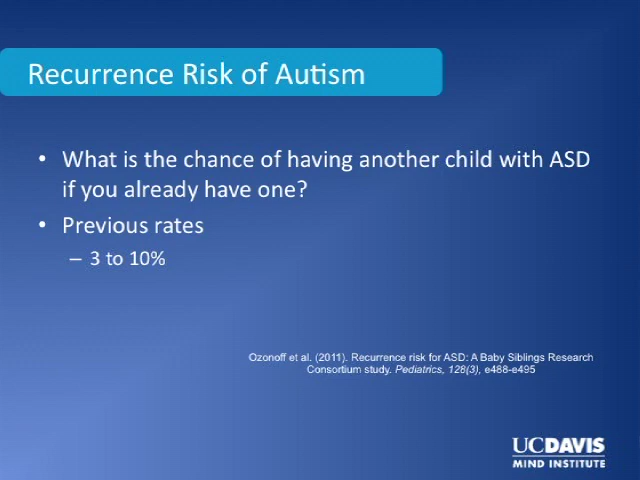 Recurrence Risk of Autism
• What is the chance of having another child with ASD
if you already have one?
• Previous rates
– 3 to 10%
Ozonoff et al. (2011). Recurrence risk for ASD: A Baby Siblings Research
Consortium study. Pediatrics, 128(3), e488-e495
UCDAVIS
MIND INSTITUTE